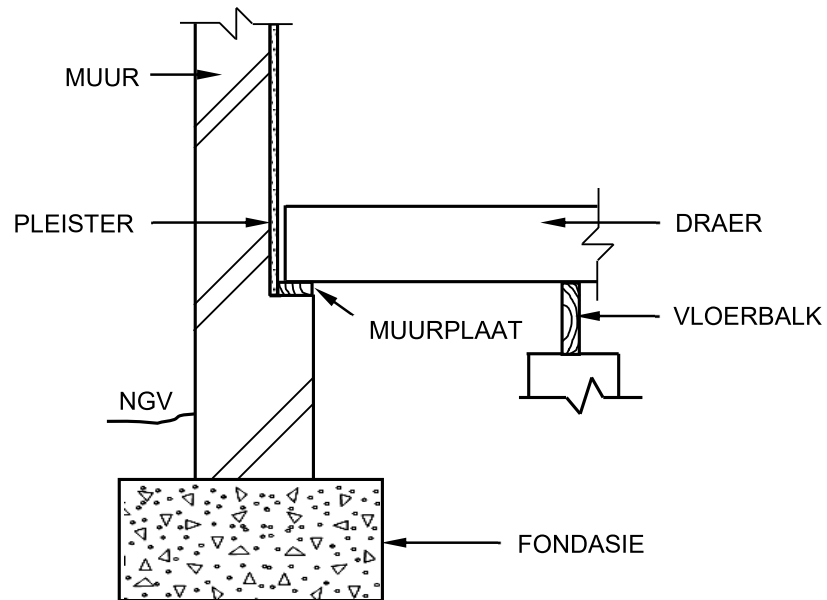 MUUR
PLEISTER
DRAER
MUURPLAAT
VLOERBALK
NGV
FONDASIE